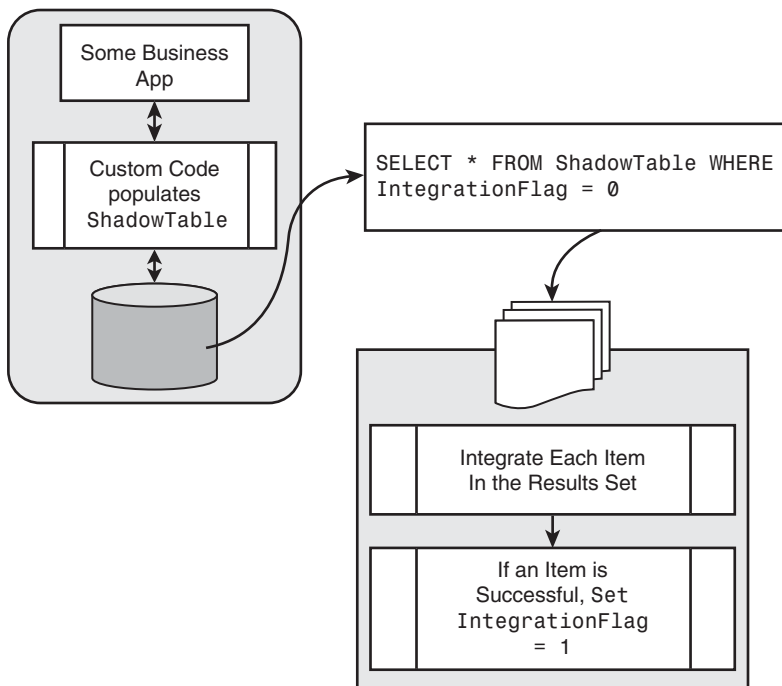 Some Business
App
Custom Code
populates
ShadowTable
SELECT * FROM ShadowTable WHERE
IntegrationFlag = 0
Integrate Each Item
In the Results Set
If an Item is
Successful, Set
IntegrationFlag
= 1